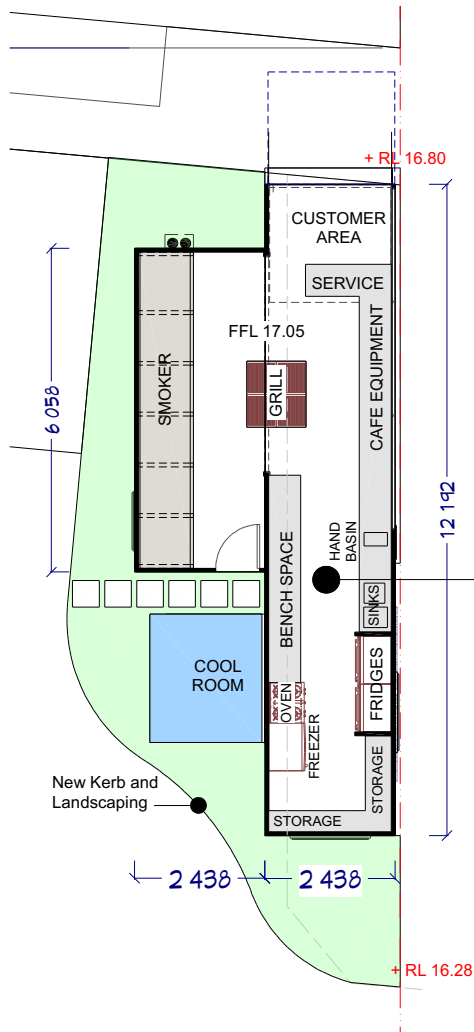 + RL 16.80
CUSTOMER
AREA
SERVICE
FFL 17.05
CAFE EQUIPMENT
SMOKER
GRILL
6 058
12 192
HAND
BASIN
BENCH SPACE
SINKS
COOL
ROOM
FRIDGES
OVEN
FREEZER
New Kerb and
Landscaping
STORAGE
STORAGE
2 438
2 438
+ RL 16.28